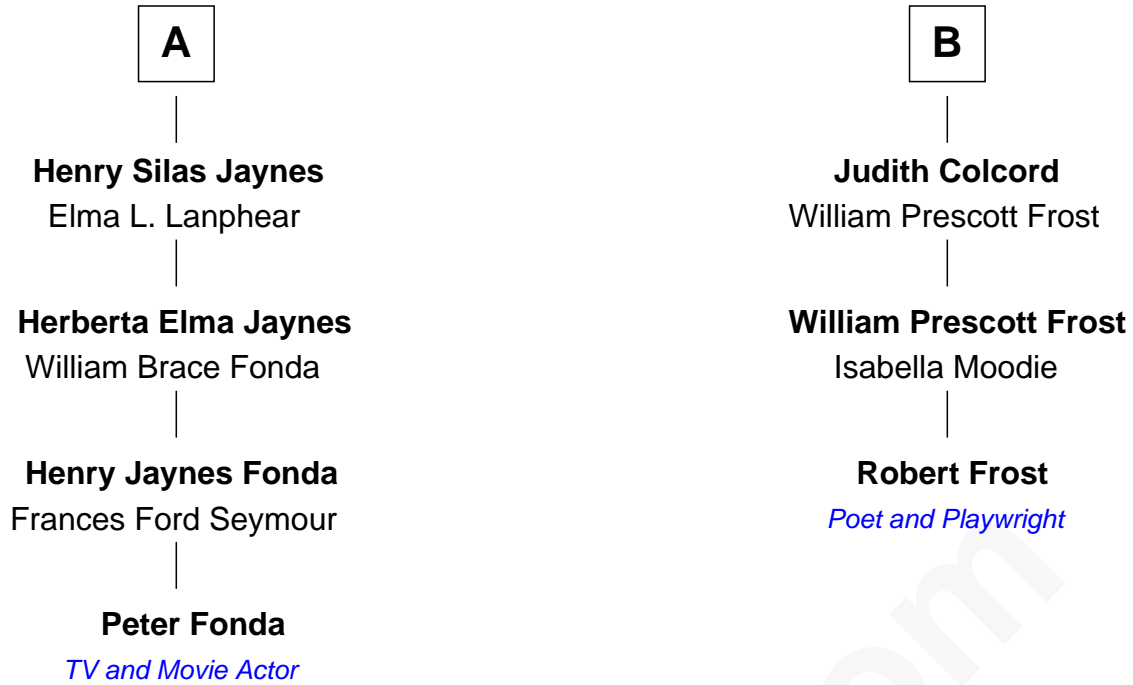 A
Henry Silas Jaynes
Elma L. Lanphear
Herberta Elma Jaynes
William Brace Fonda
Henry Jaynes Fonda
Frances Ford Seymour
Peter Fonda
TV and Movie Actor
B
Judith Colcord
William Prescott Frost
William Prescott Frost
Isabella Moodie
Robert Frost
Poet and Playwright
om